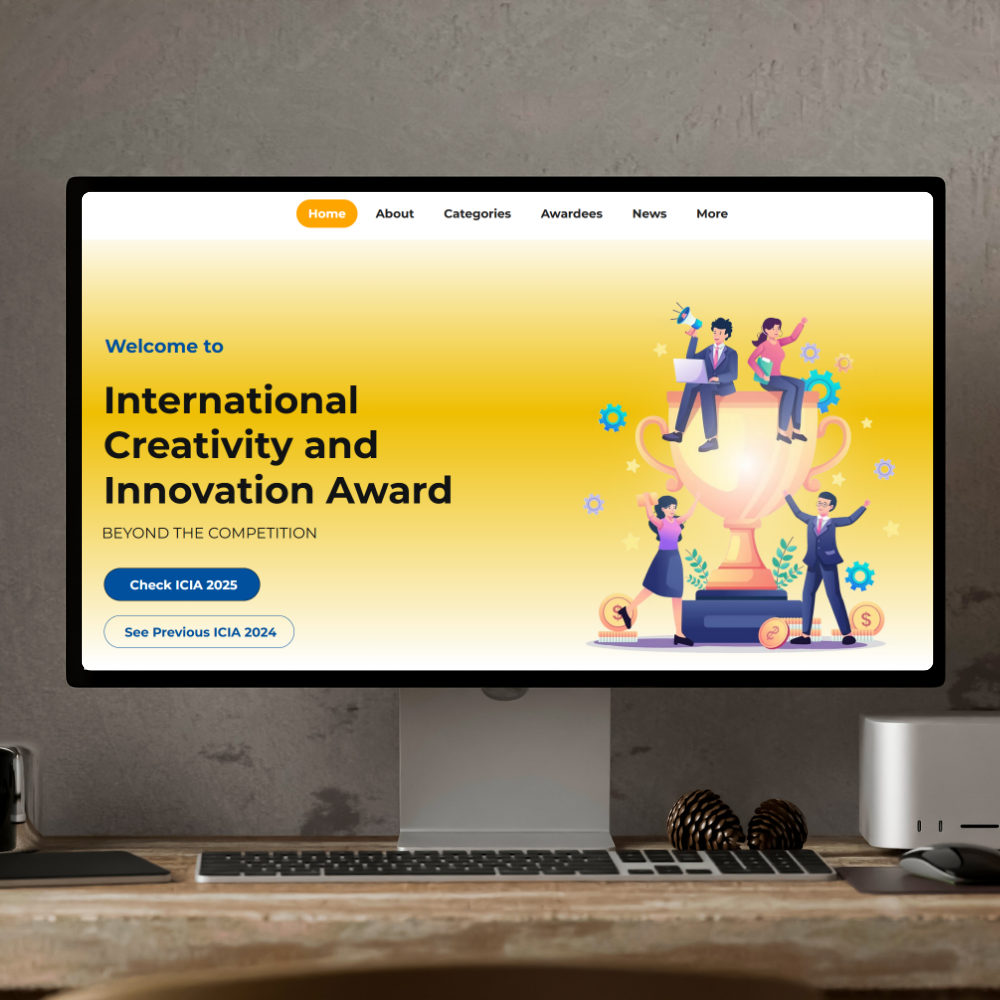 Home About Categories Awardees News More
Welcome to
International
Creativity and
Innovation Award
BEYOND THE COMPETITION
Check ICIA 2025
See Previous ICIA 2024
$
$